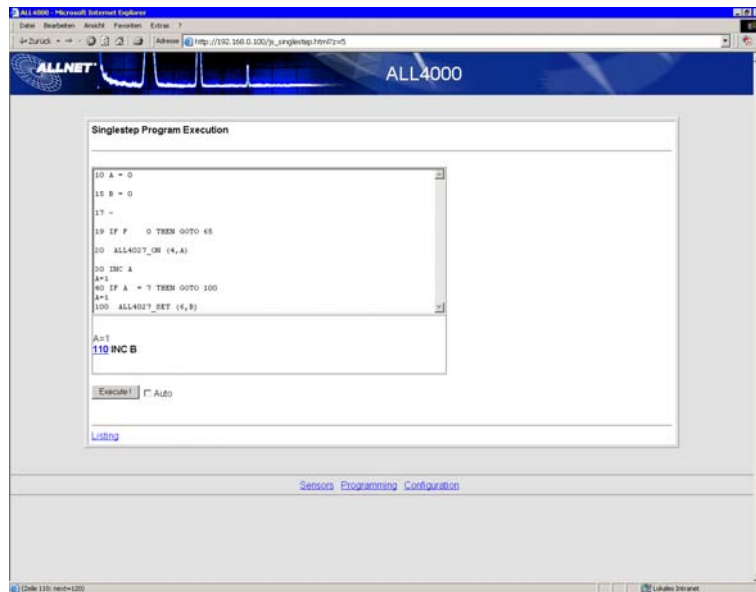 ALL4000 - Microsoft Internet Explorer
Datei Bearbeiten Ansicht Favoriten Extras ?
Zurück Adresse http://192.168.0.100/js_singlestep.html?z=5
ALLNET
ALL4000
Singlestep Program Execution
10 A = 0
15 B = 0
17 -
19 IF F 0 THEN GOTO 65
20 ALL4027_ON (4,A)
30 INC A
A=1
60 IF A = 7 THEN GOTO 100
A=1
100 ALL4027_SET (6,B)
A=1
110 INC B
Execute! Auto
Listing
Sensors Programming Configuration
(Zeile 110: next=120) Lokales Intranet